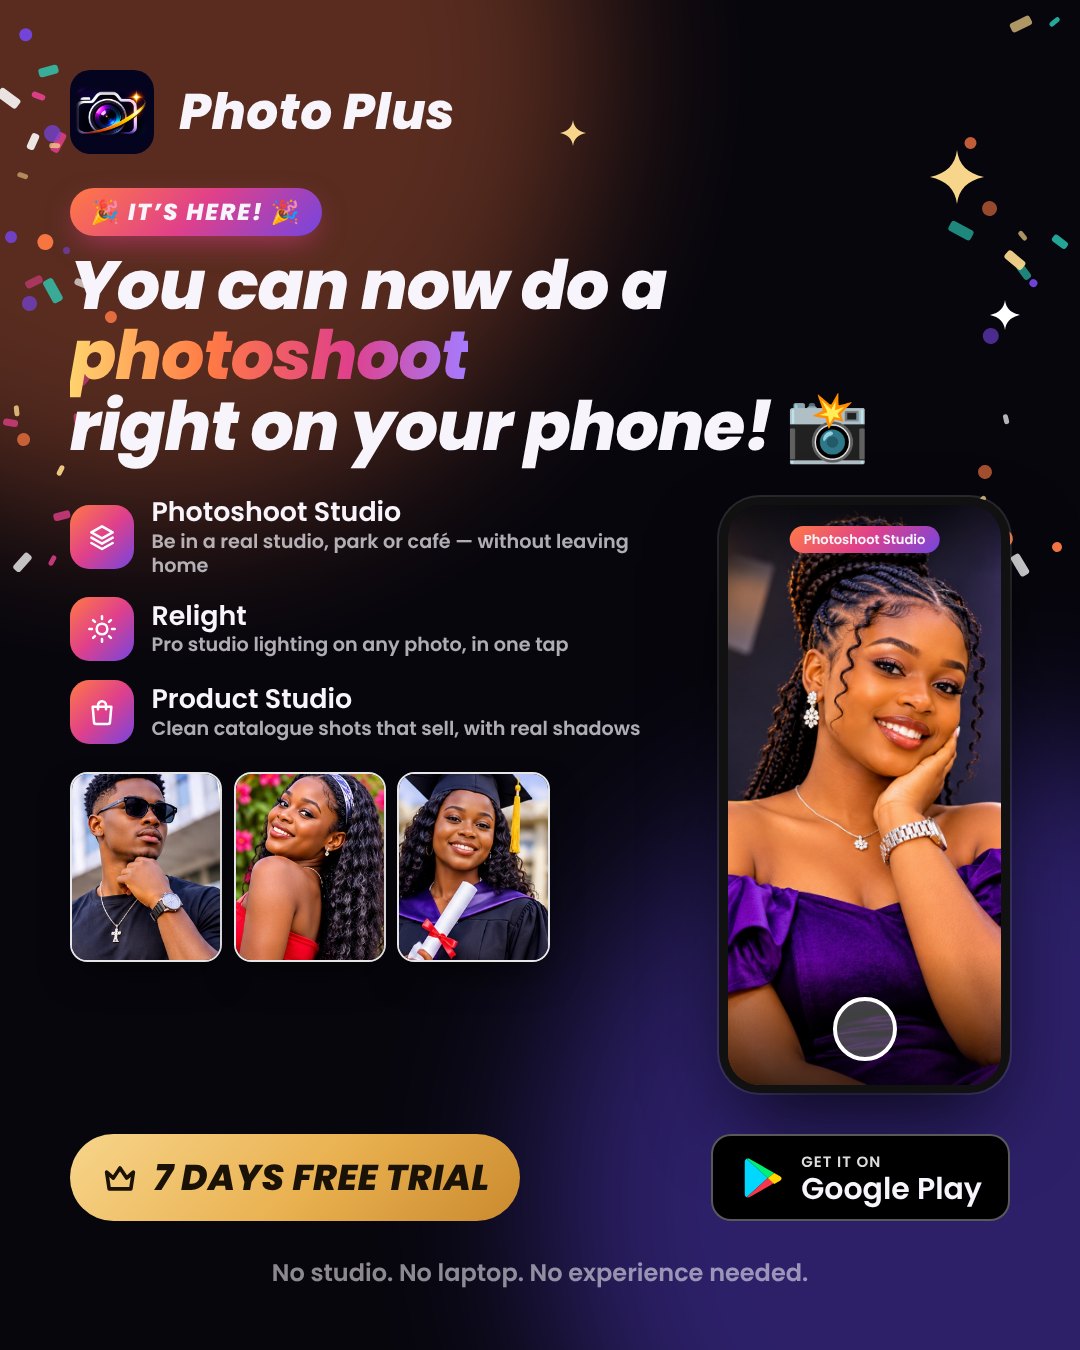 Photo Plus
🎉 IT’S HERE! 🎉
You can now do a
photoshoot
right on your phone! 📸
Photoshoot Studio
Be in a real studio, park or café — without leaving
home
Relight
Pro studio lighting on any photo, in one tap
Product Studio
Clean catalogue shots that sell, with real shadows
Photoshoot Studio
7 DAYS FREE TRIAL
GET IT ON
Google Play
No studio. No laptop. No experience needed.